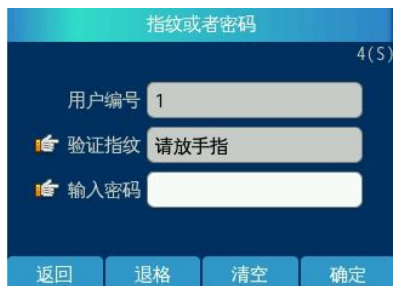 指纹或者密码
4(S)
用户编号 1
验证指纹 请放手指
输入密码
返回 退格 清空 确定